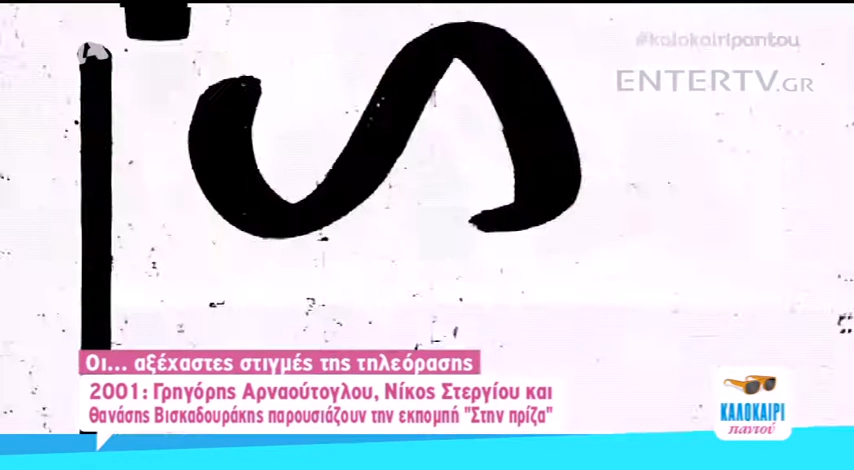 #kalokairipantou
ENTERTV.GR
Οι... αξέχαστες στιγμές της τηλεόρασης
2001: Γρηγόρης Αρναούτογλου, Νίκος Στεργίου και
Θανάσης Βισκαδουράκης παρουσιάζουν την εκπομπή "Στην πρίζα"
ΚΑΛΟΚΑΙΡΙ
παντού